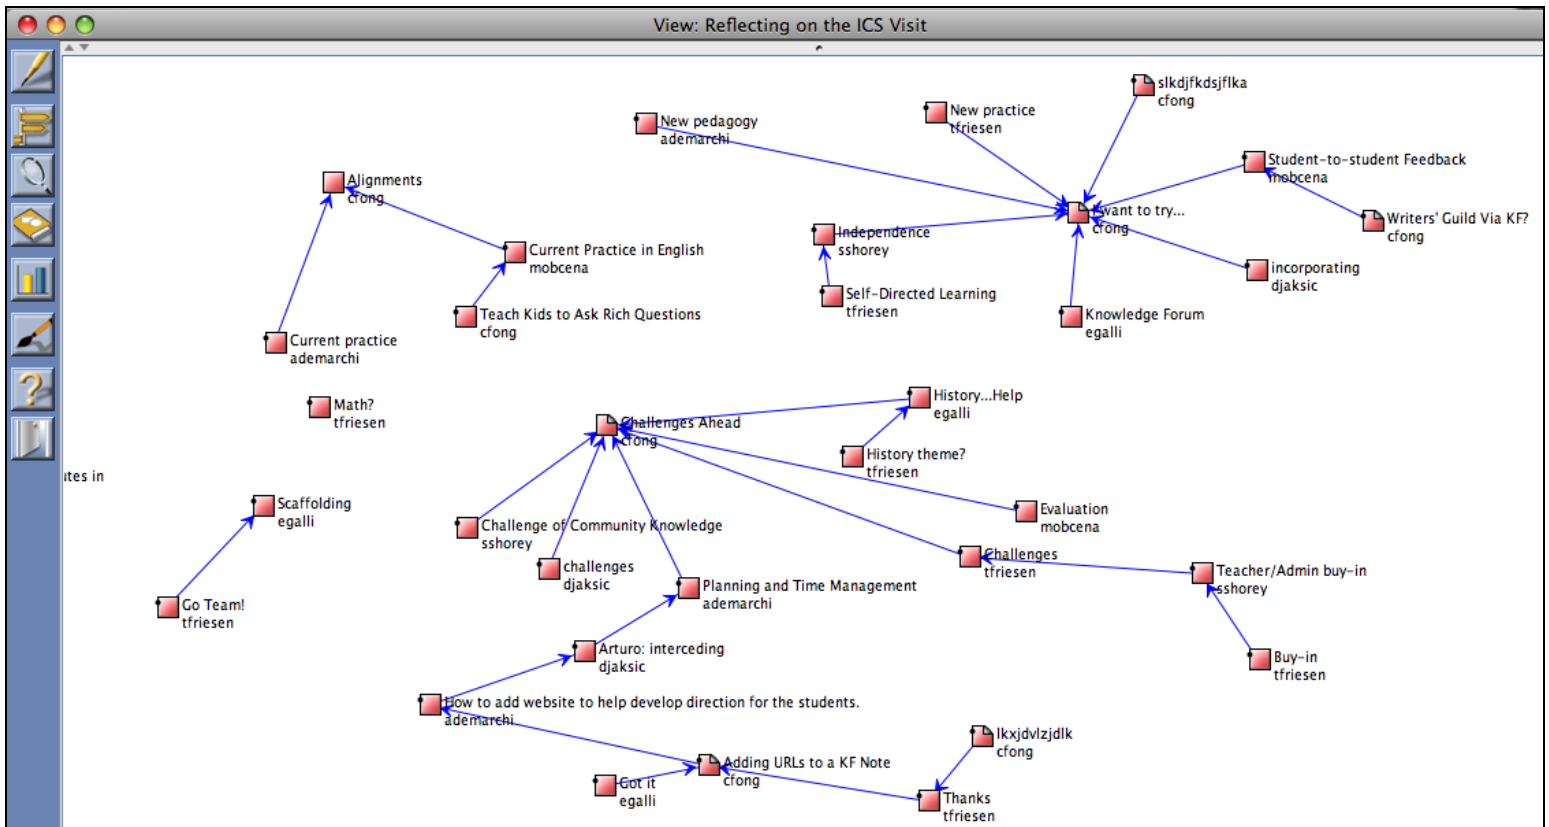 View: Reflecting on the ICS Visit
slkdjfkdsjflka
cfong
New practice
tfriesen
New pedagogy
ademarchi
Student-to-student Feedback
mobcena
Alignments
cfong
I want to try...
cfong
Writers' Guild Via KF?
cfong
Independence
sshorey
Current Practice in English
mobcena
incorporating
djaksic
Self-Directed Learning
tfriesen
Teach Kids to Ask Rich Questions
cfong
Knowledge Forum
egalli
Current practice
ademarchi
History...Help
egalli
Math?
tfriesen
Challenges Ahead
cfong
History theme?
tfriesen
utes in
Scaffolding
egalli
Evaluation
mobcena
Challenge of Community Knowledge
sshorey
Challenges
tfriesen
challenges
djaksic
Teacher/Admin buy-in
sshorey
Planning and Time Management
ademarchi
Go Team!
tfriesen
Arturo: interceding
djaksic
Buy-in
tfriesen
How to add website to help develop direction for the students.
ademarchi
lkxjdvlzjdlk
cfong
Adding URLs to a KF Note
cfong
Got it
egalli
Thanks
tfriesen